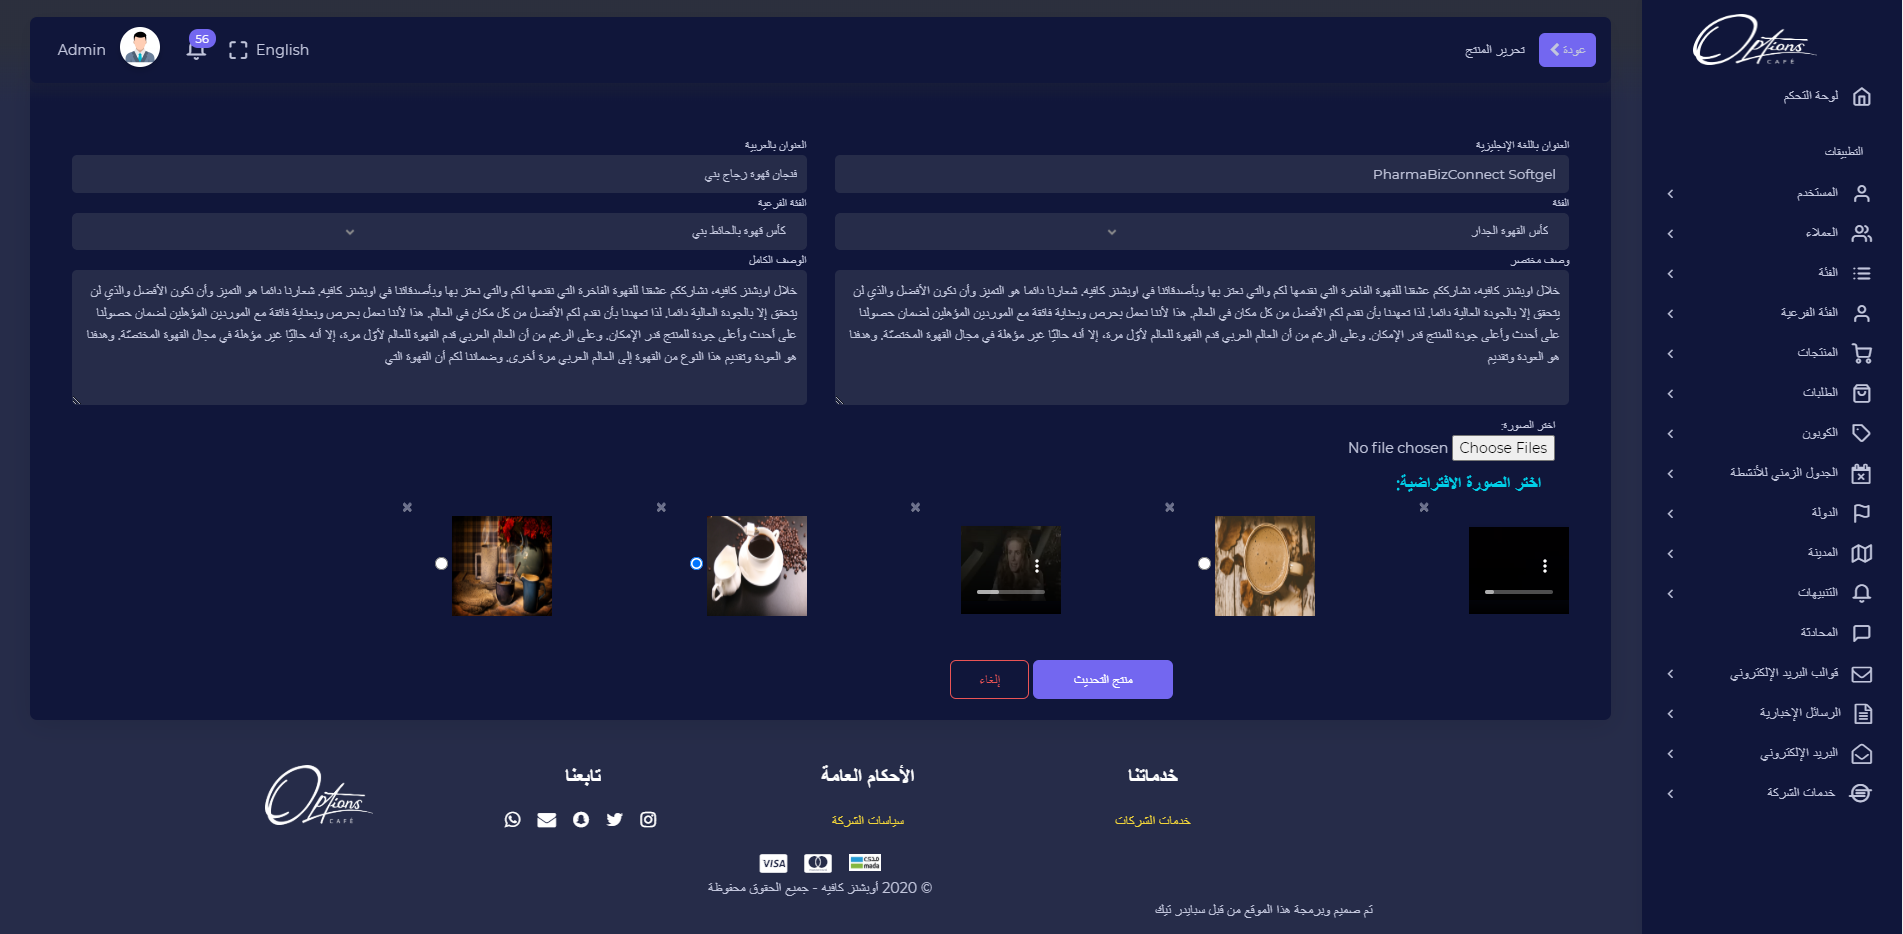 Options
CAFÉ
لوحة التحكم
التطبيقات
المستخدم
العملاء
الفئة
الفئة الفرعية
المنتجات
الطلبات
الكوبون
الجدول الزمني للأنشطة
الدولة
المدينة
التنبيهات
المحادثة
قوالب البريد الإلكتروني
الرسائل الإخبارية
البريد الإلكتروني
خدمات الشركة
عودة
تحرير المنتج
English
56
Admin
العنوان باللغة الإنجليزية
العنوان بالعربية
PharmaBizConnect Softgel
فنجان قهوة زجاج بني
الفئة
الفئة الفرعية
كأس القهوة الجدار
كأس قهوة بالحائط بني
وصف مختصر
خلال اوبشنز كافيه، نشارككم عشقنا للقهوة الفاخرة التي نقدمها لكم والتي نعتز بها وبأصدقائنا في اوبشنز كافيه. شعارنا دائما هو التميز وأن نكون الأفضل والذي لن
يتحقق إلا بالجودة العالية دائما. لذا تعهدنا بأن نقدم لكم الأفضل من كل مكان في العالم. هذا لأننا نعمل بحرص وبعناية فائقة مع الموردين المؤهلين لضمان حصولنا
على أحدث وأعلى جودة للمنتج قدر الإمكان. وعلى الرغم من أن العالم العربي قدم القهوة للعالم لأوّل مرة، إلا أنه حاليًا غير مؤهلة في مجال القهوة المختصّة. وهدفنا
هو العودة وتقديم
الوصف الكامل
خلال اوبشنز كافيه، نشارككم عشقنا للقهوة الفاخرة التي نقدمها لكم والتي نعتز بها وبأصدقائنا في اوبشنز كافيه. شعارنا دائما هو التميز وأن نكون الأفضل والذي لن
يتحقق إلا بالجودة العالية دائما. لذا تعهدنا بأن نقدم لكم الأفضل من كل مكان في العالم. هذا لأننا نعمل بحرص وبعناية فائقة مع الموردين المؤهلين لضمان حصولنا
على أحدث وأعلى جودة للمنتج قدر الإمكان. وعلى الرغم من أن العالم العربي قدم القهوة للعالم لأوّل مرة، إلا أنه حاليًا غير مؤهلة في مجال القهوة المختصّة. وهدفنا
هو العودة وتقديم هذا النوع من القهوة إلى العالم العربي مرة أخرى. وضماننا لكم أن القهوة التي
اختر الصورة:
Choose Files No file chosen
اختر الصورة الافتراضية:
منتج التحديث
إلغاء
خدماتنا
خدمات الشركات
الأحكام العامة
سياسات الشركة
تابعنا
Options
CAFÉ
VISA
مدى
mada
© 2020 أوبشنز كافيه - جميع الحقوق محفوظة
تم صميم وبرمجة هذا الموقع من قبل سبايدر تيك